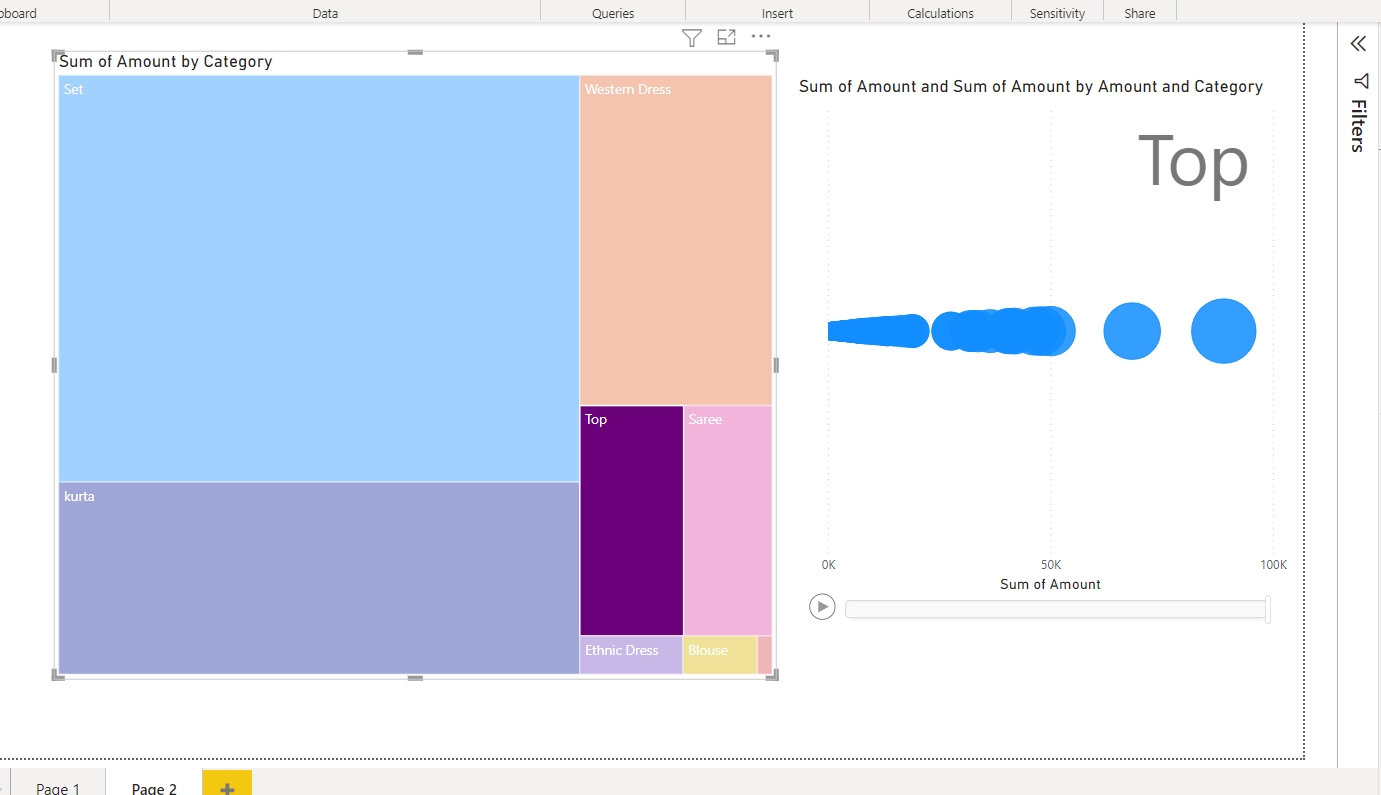 Data
Queries
Insert
Calculations
Sensitivity
Share
Sum of Amount by Category
Set
Western Dress
Top
Saree
kurta
Ethnic Dress
Blouse
Sum of Amount and Sum of Amount by Amount and Category
Top
0K
50K
100K
Sum of Amount
Filters
Page 1
Page 2